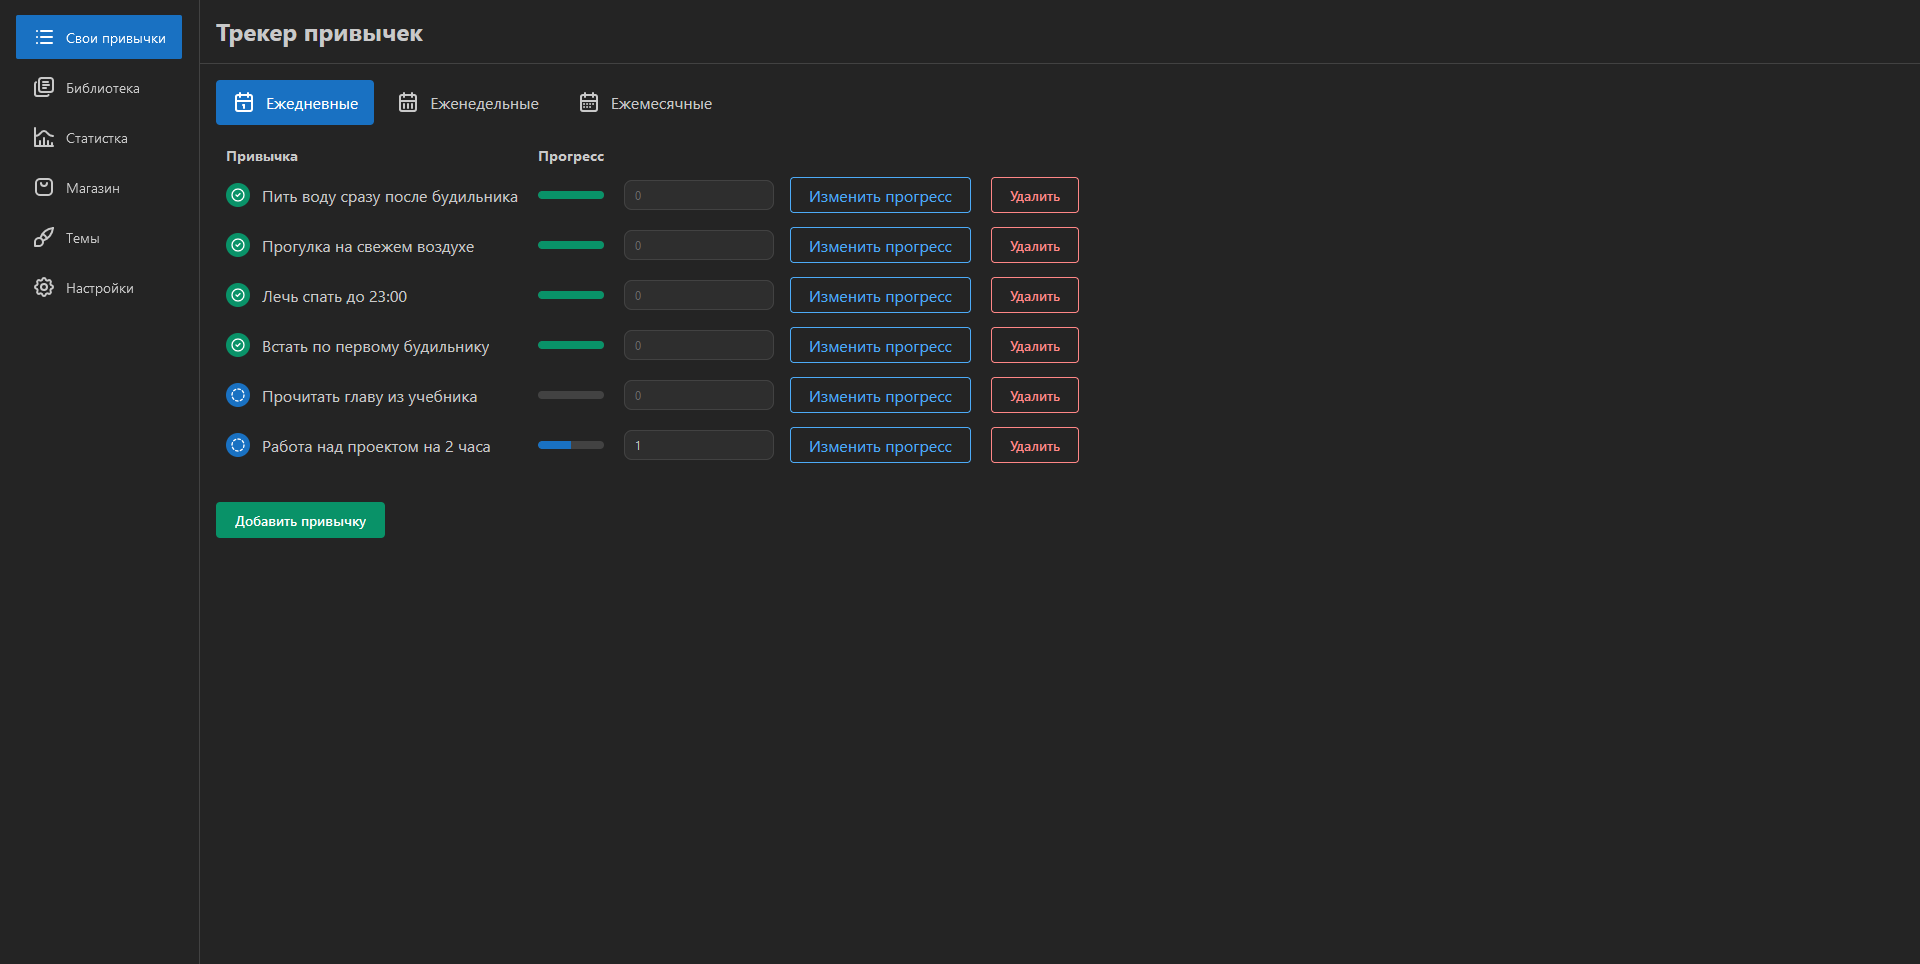 Свои привычки
Библиотека
Статистка
Магазин
Темы
Настройки
Трекер привычек
Ежедневные Еженедельные Ежемесячные
Привычка Прогресс
Пить воду сразу после будильника 0 Изменить прогресс Удалить
Прогулка на свежем воздухе 0 Изменить прогресс Удалить
Лечь спать до 23:00 0 Изменить прогресс Удалить
Встать по первому будильнику 0 Изменить прогресс Удалить
Прочитать главу из учебника 0 Изменить прогресс Удалить
Работа над проектом на 2 часа 1 Изменить прогресс Удалить
Добавить привычку